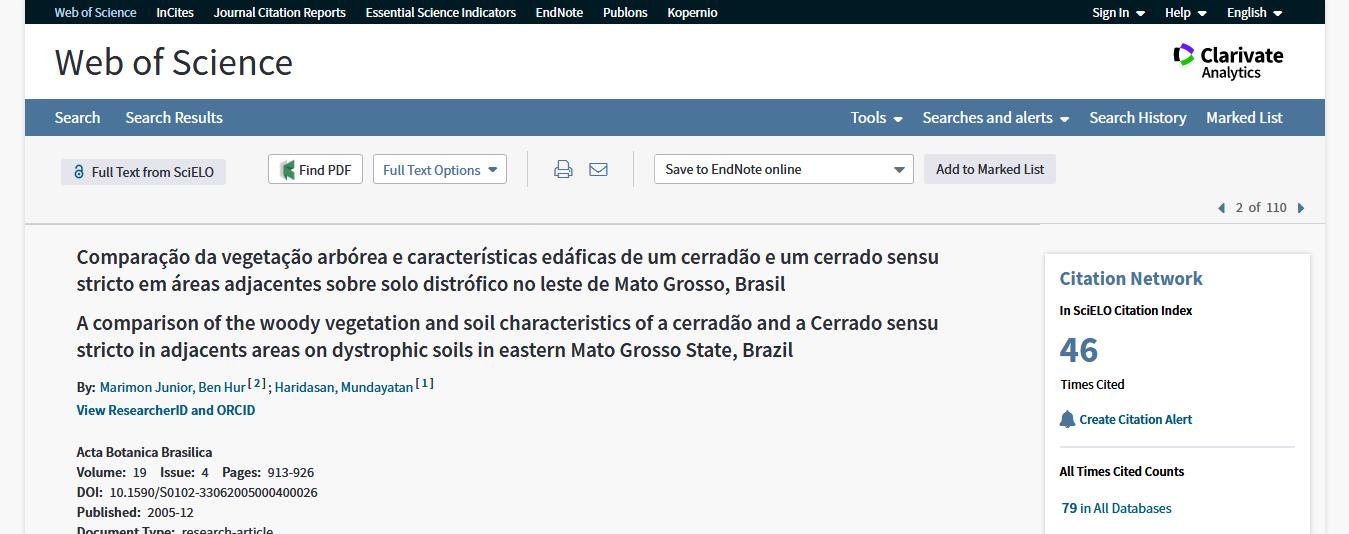 Web of Science InCites Journal Citation Reports Essential Science Indicators EndNote Publons Kopernio Sign In Help English
Web of Science
Clarivate
Analytics
Search Search Results Tools Searches and alerts Search History Marked List
Full Text from SciELO Find PDF Full Text Options Save to EndNote online Add to Marked List
2 of 110
Comparação da vegetação arbórea e características edáficas de um cerradão e um cerrado sensu
stricto em áreas adjacentes sobre solo distrófico no leste de Mato Grosso, Brasil
A comparison of the woody vegetation and soil characteristics of a cerradão and a Cerrado sensu
stricto in adjacents areas on dystrophic soils in eastern Mato Grosso State, Brazil
By: Marimon Junior, Ben Hur [ 2 ] ; Haridasan, Mundayatan [ 1 ]
View ResearcherID and ORCID
Acta Botanica Brasilica
Volume: 19 Issue: 4 Pages: 913-926
DOI: 10.1590/S0102-33062005000400026
Published: 2005-12
Document Type: research-article
Citation Network
In SciELO Citation Index
46
Times Cited
Create Citation Alert
All Times Cited Counts
79 in All Databases